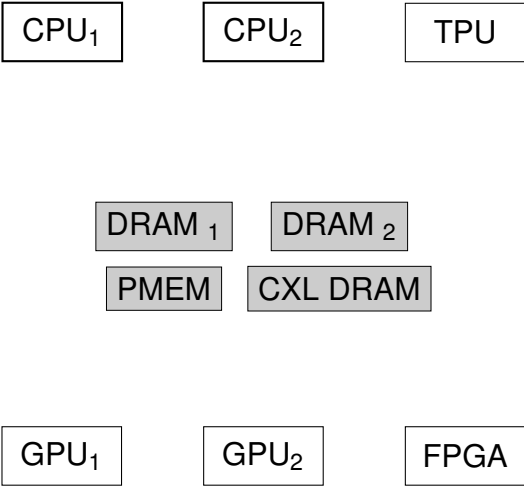 CPU₁ CPU₂ TPU
DRAM ₁ DRAM ₂
PMEM CXL DRAM
GPU₁ GPU₂ FPGA